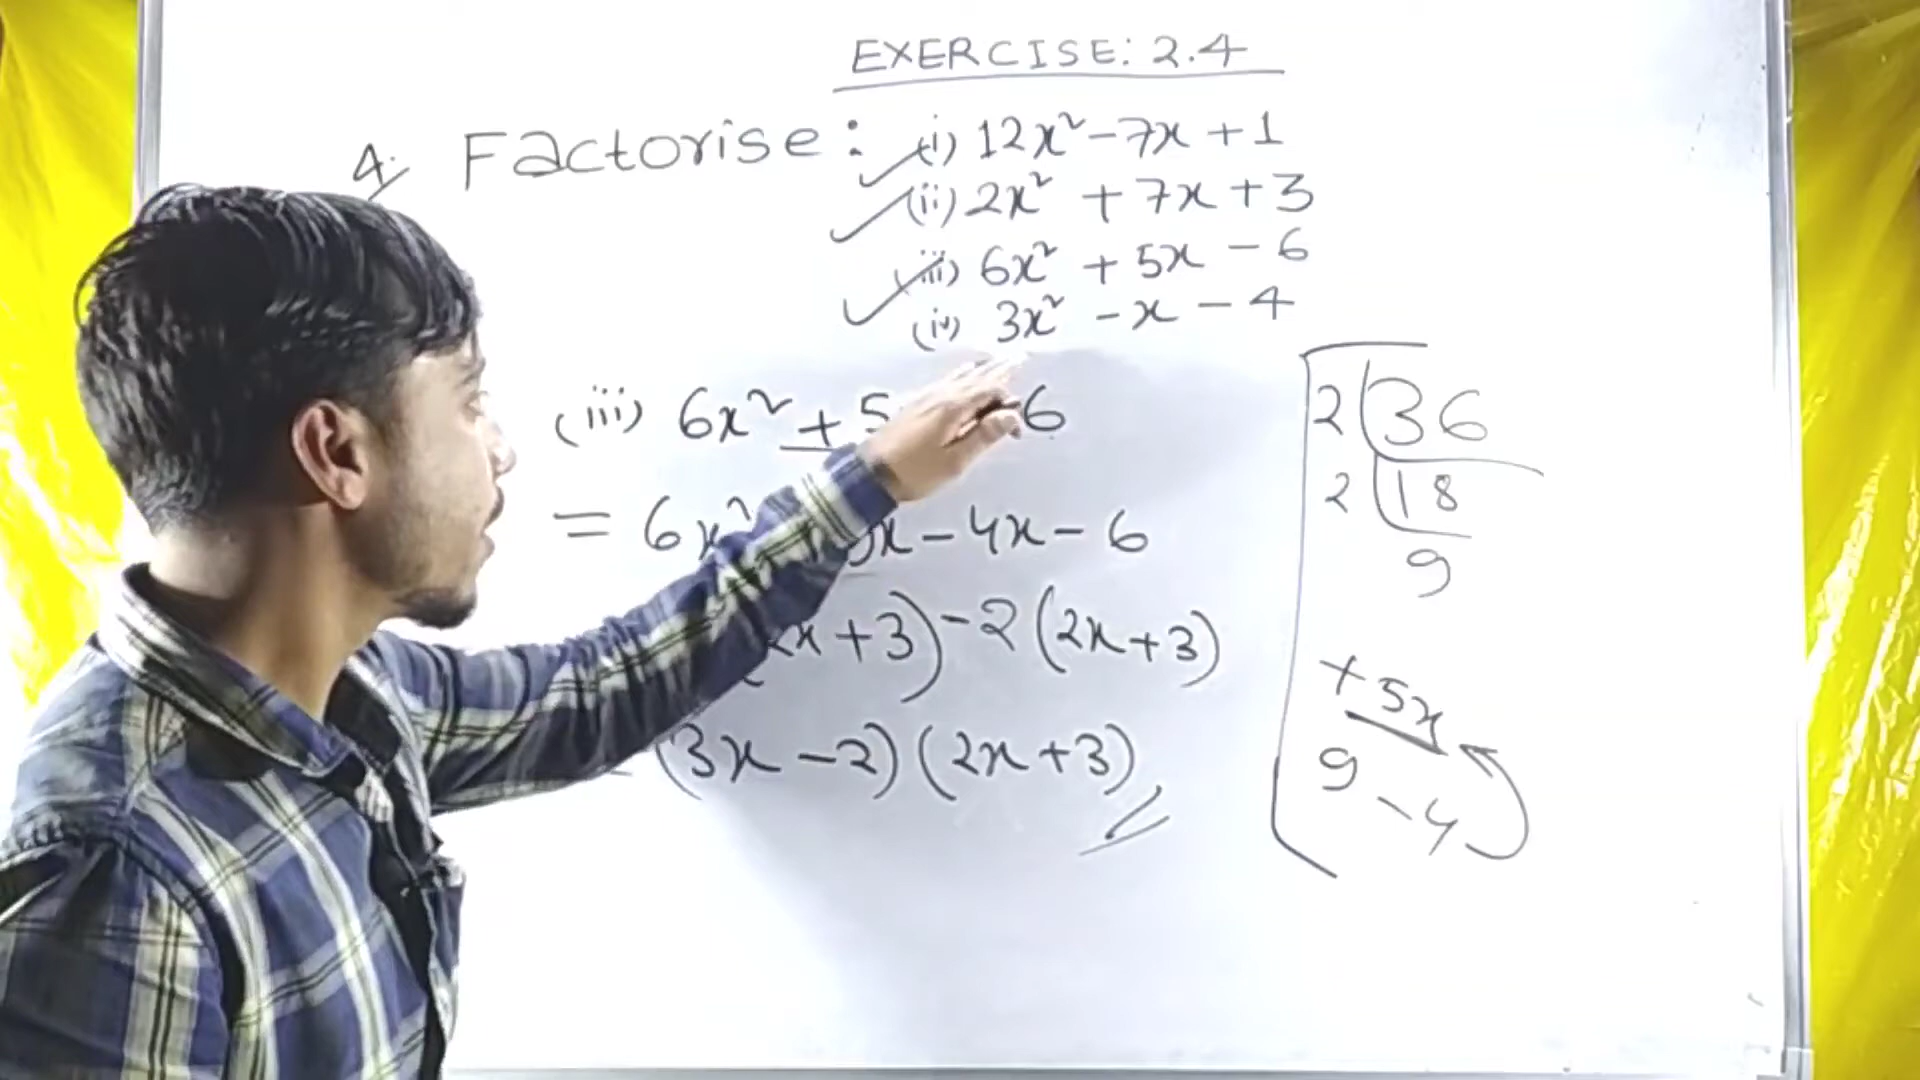 EXERCISE: 2.4
4. Factorise: (i) 12x² - 7x + 1
(ii) 2x² + 7x + 3
(iii) 6x² + 5x - 6
(iv) 3x² - x - 4
(iii) 6x² + 5 - 6
= 6x² x - 4x - 6
(2x + 3) - 2 (2x + 3)
(3x - 2) (2x + 3)
2 36
2 18
9
+ 5x
9 - 4